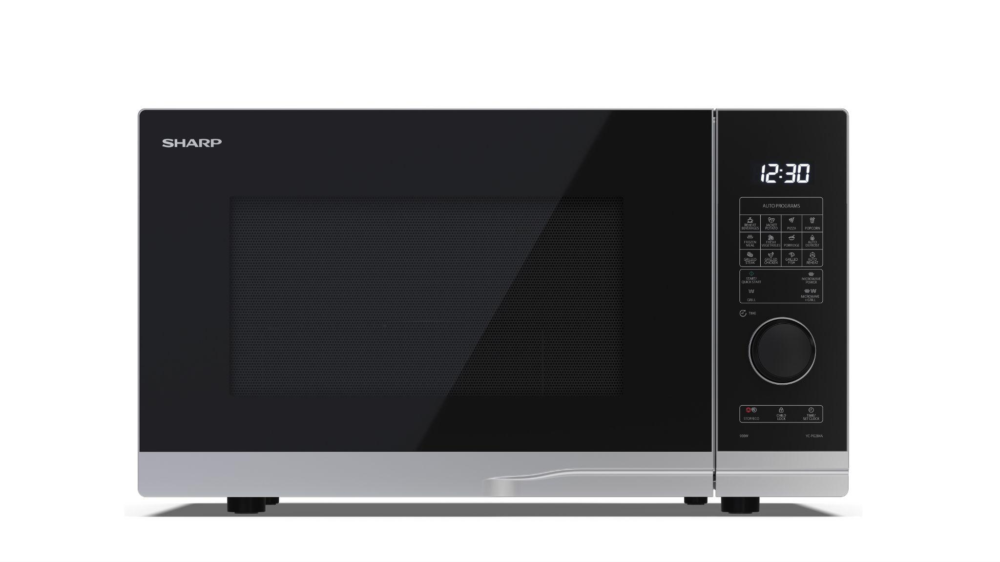 SHARP
12:30
AUTO PROGRAMS
REHEAT
BEVERAGES
JACKET
POTATO
PIZZA
POPCORN
FROZEN
MEAL
FRESH
VEGETABLES
PORRIDGE
AUTO
DEFROST
GRILLED
STEAK
GRILLED
CHICKEN
GRILLED
FISH
AUTO
REHEAT
START/
QUICK START
MICROWAVE
POWER
GRILL
MICROWAVE
+ GRILL
TIME
STOP/ECO
CHILD
LOCK
TIME/
SET CLOCK
900W
YC-PG284A